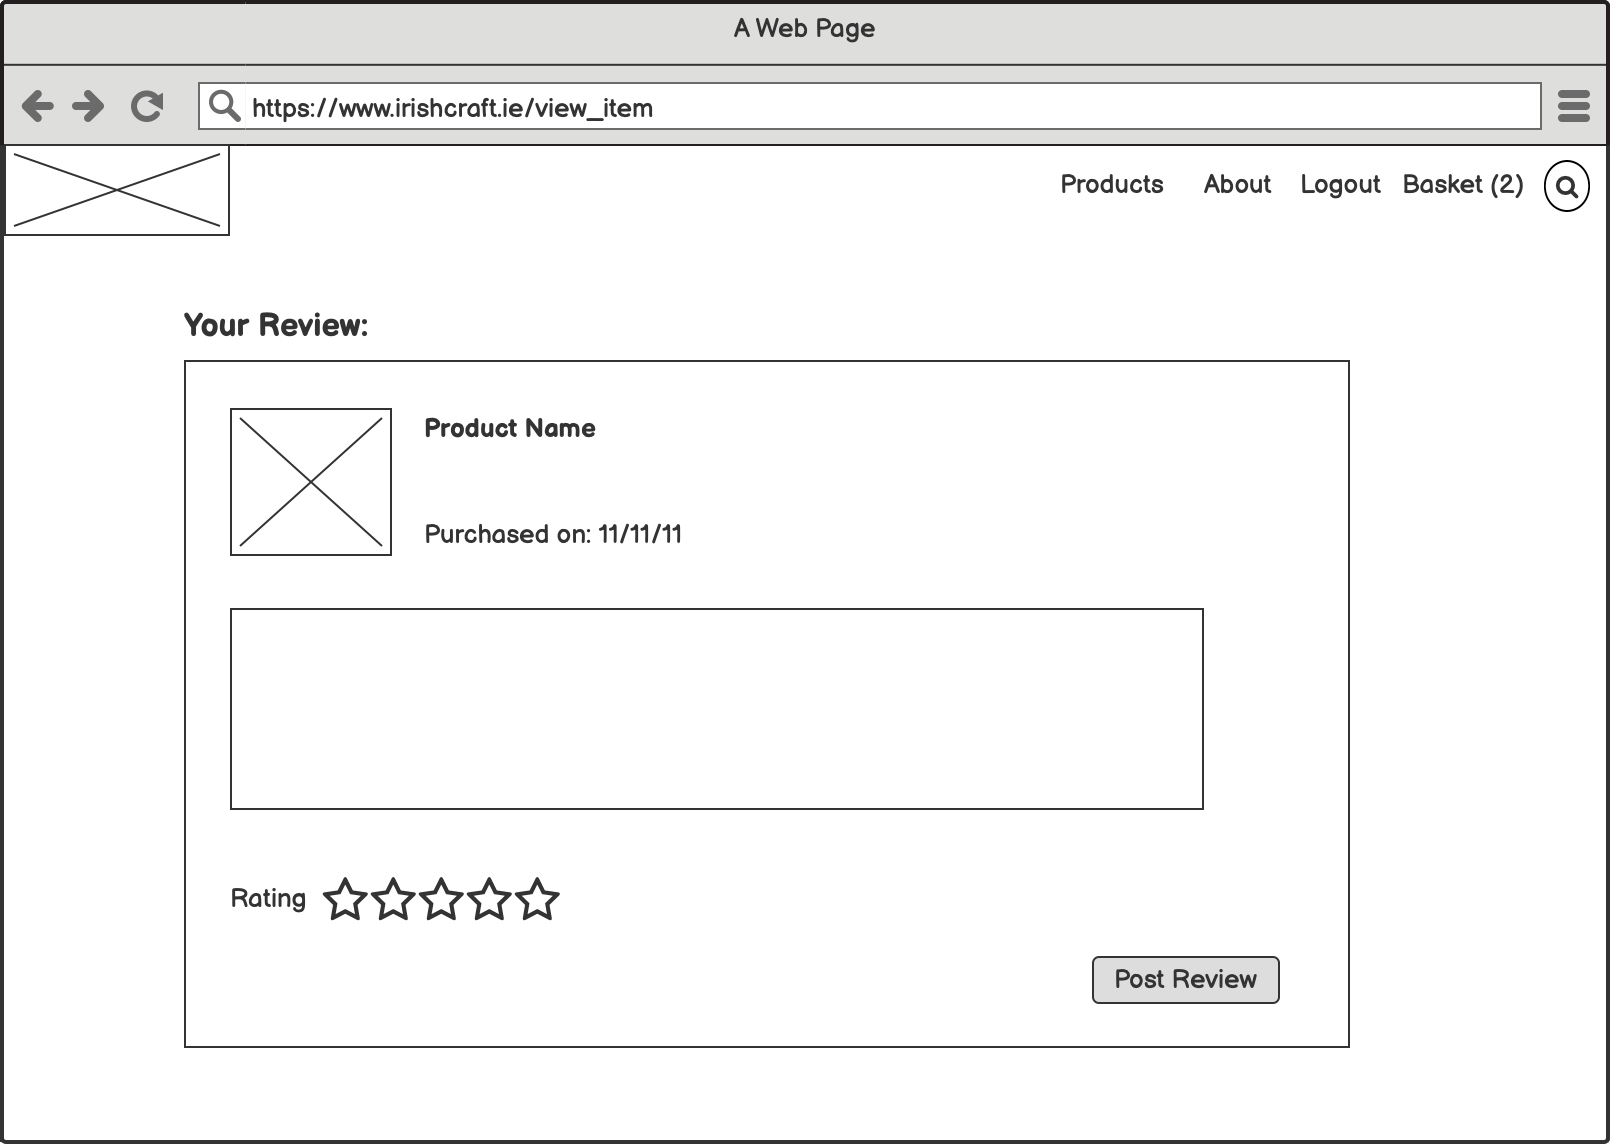 A Web Page
https://www.irishcraft.ie/view_item
Products About Logout Basket (2)
Your Review:
Product Name
Purchased on: 11/11/11
Rating
Post Review